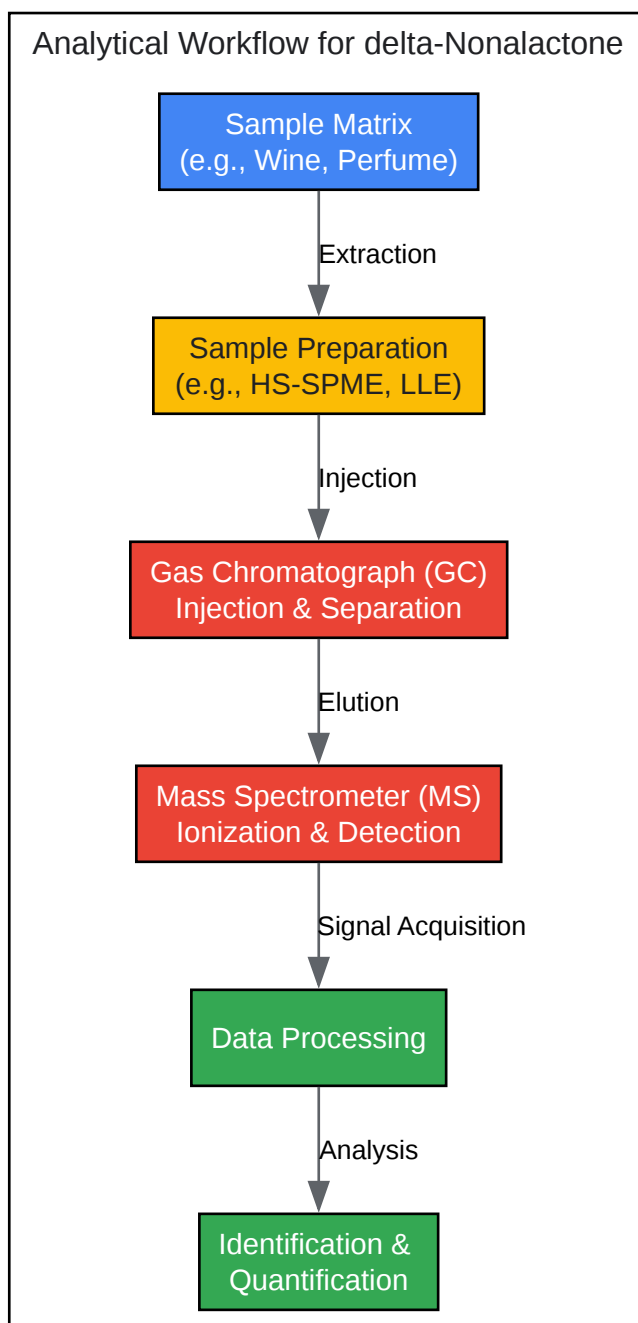 Analytical Workflow for delta-Nonalactone
Sample Matrix
(e.g., Wine, Perfume)
Extraction
Sample Preparation
(e.g., HS-SPME, LLE)
Injection
Gas Chromatograph (GC)
Injection & Separation
Elution
Mass Spectrometer (MS)
Ionization & Detection
Signal Acquisition
Data Processing
Analysis
Identification &
Quantification